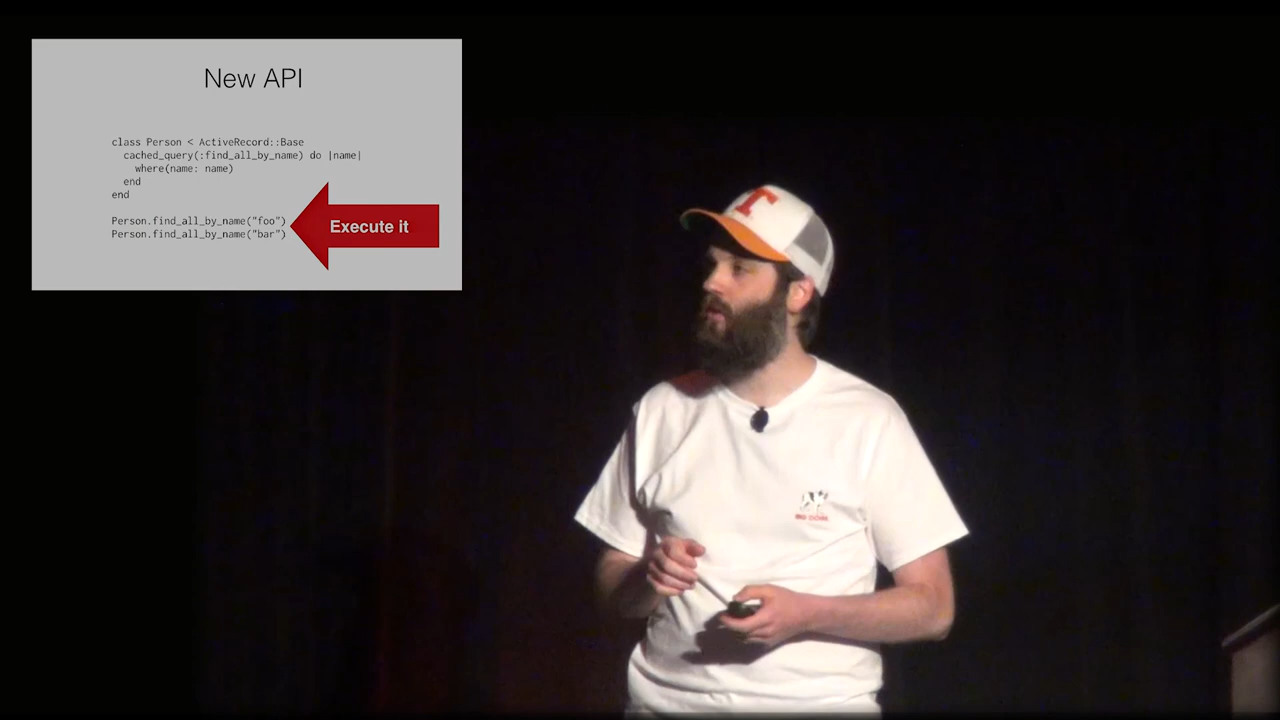 New API
class Person < ActiveRecord::Base
  cached_query(:find_all_by_name) do |name|
    where(name: name)
  end
end
Person.find_all_by_name("foo")
Person.find_all_by_name("bar")
Execute it
T